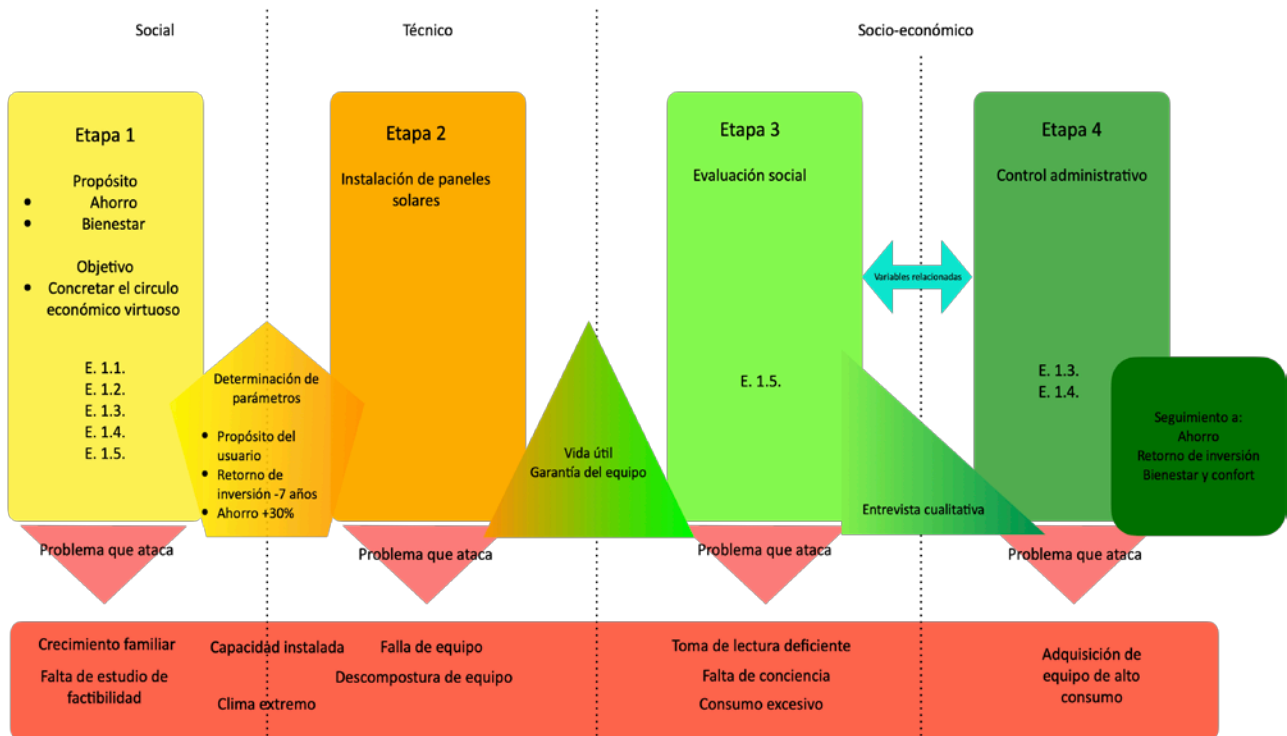 Social
Técnico
Socio-económico
Etapa 1
Propósito
• Ahorro
• Bienestar
Objetivo
• Concretar el circulo
económico virtuoso
E. 1.1.
E. 1.2.
E. 1.3.
E. 1.4.
E. 1.5.
Determinación de
parámetros
• Propósito del
usuario
• Retorno de
inversión -7 años
• Ahorro +30%
Etapa 2
Instalación de paneles
solares
Vida útil
Garantía del equipo
Etapa 3
Evaluación social
E. 1.5.
Variables relacionadas
Entrevista cualitativa
Etapa 4
Control administrativo
E. 1.3.
E. 1.4.
Seguimiento a:
Ahorro
Retorno de inversión
Bienestar y confort
Problema que ataca
Problema que ataca
Problema que ataca
Problema que ataca
Crecimiento familiar
Falta de estudio de
factibilidad
Capacidad instalada
Clima extremo
Falla de equipo
Descompostura de equipo
Toma de lectura deficiente
Falta de conciencia
Consumo excesivo
Adquisición de
equipo de alto
consumo